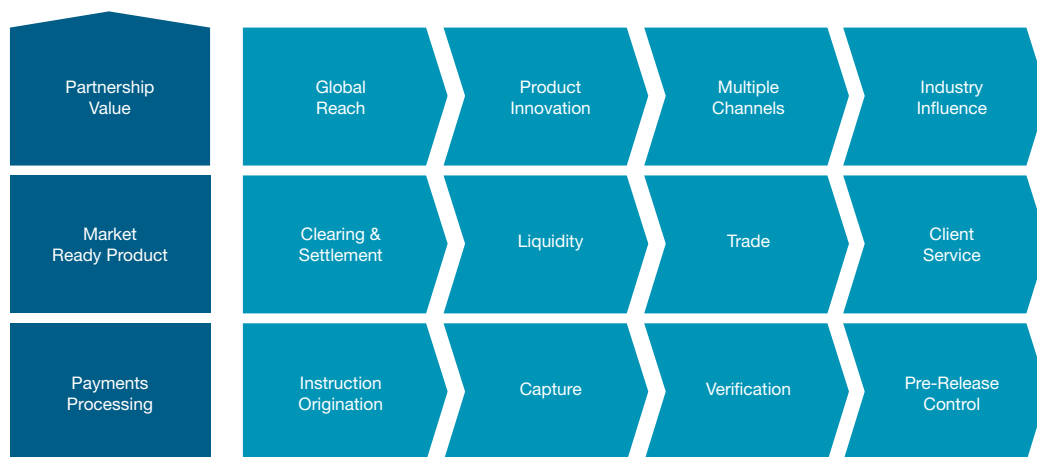 Partnership
Value
Global
Reach
Product
Innovation
Multiple
Channels
Industry
Influence
Market
Ready Product
Clearing &
Settlement
Liquidity
Trade
Client
Service
Payments
Processing
Instruction
Origination
Capture
Verification
Pre-Release
Control